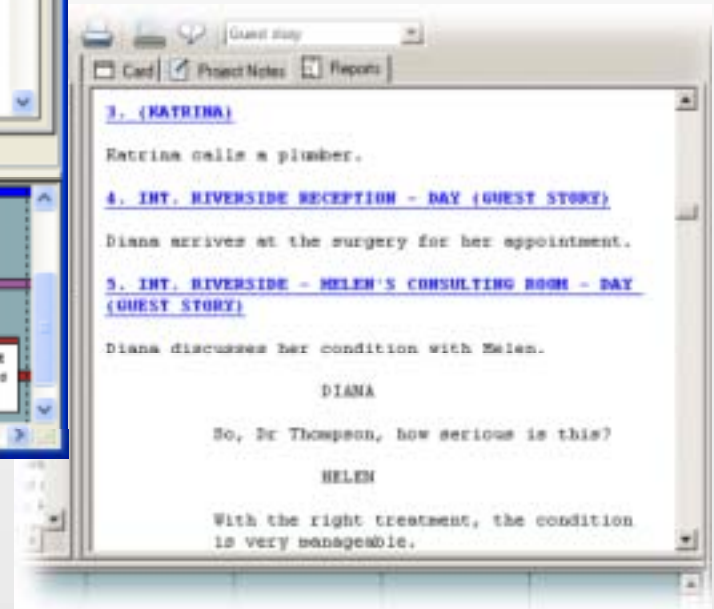 Guest story
Card Project Notes Reports
3. (KATRINA)
Katrina calls a plumber.
4. INT. RIVERSIDE RECEPTION - DAY (GUEST STORY)
Diana arrives at the surgery for her appointment.
5. INT. RIVERSIDE - HELEN'S CONSULTING ROOM - DAY
(GUEST STORY)
Diana discusses her condition with Helen.
DIANA
So, Dr Thompson, how serious is this?
HELEN
With the right treatment, the condition
is very manageable.